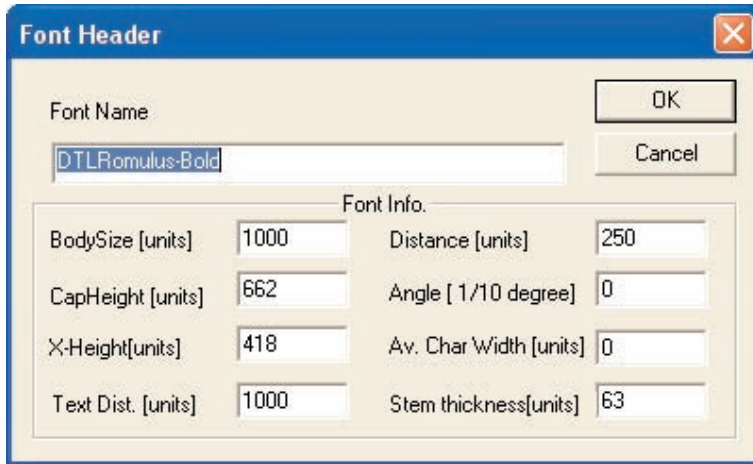 Font Header
OK
Font Name
DTLRomulus-Bold
Cancel
Font Info.
BodySize [units] 1000 Distance [units] 250
CapHeight [units] 662 Angle [ 1/10 degree] 0
X-Height[units] 418 Av. Char Width [units] 0
Text Dist. [units] 1000 Stem thickness[units] 63